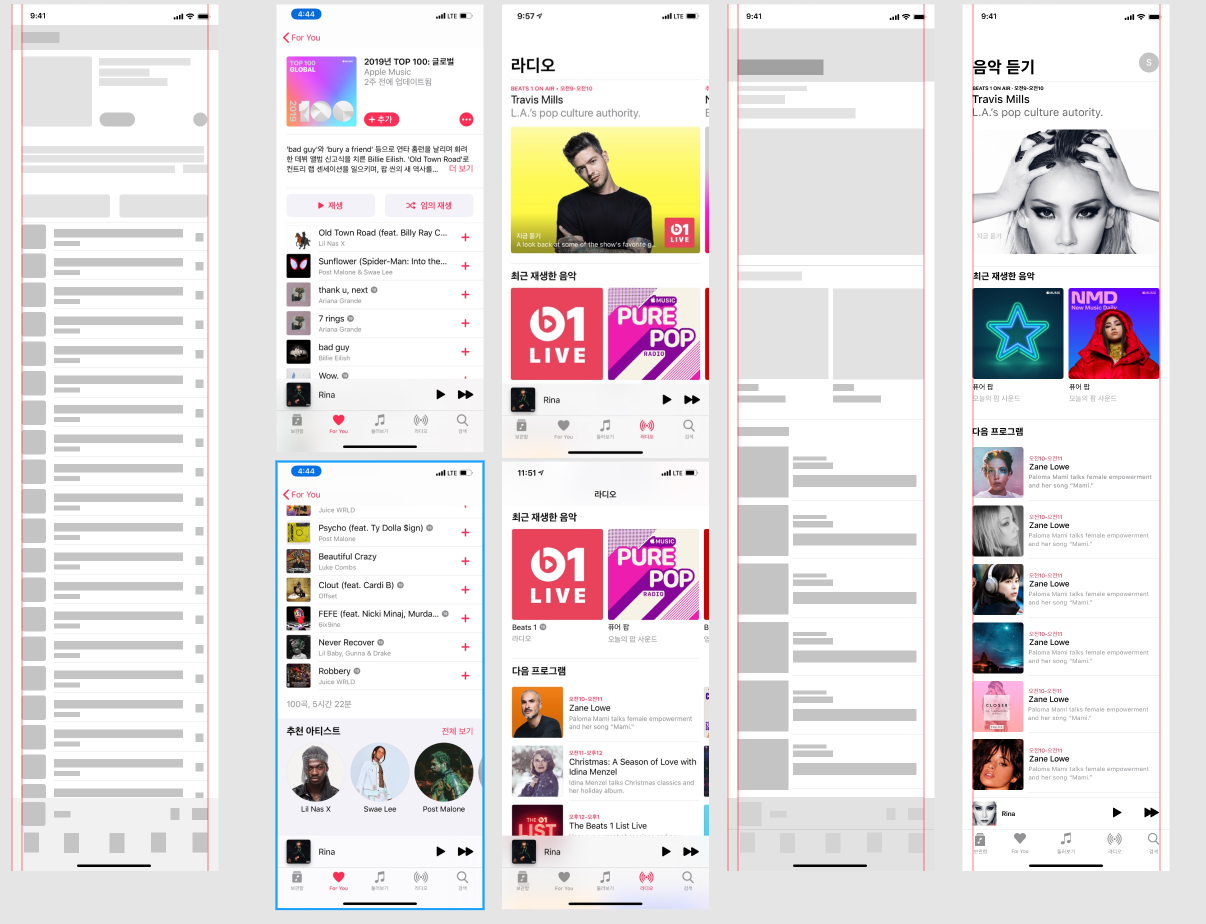 9:41
4:44
LTE
For You
TOP 100
GLOBAL
2019
100
2019년 TOP 100: 글로벌
Apple Music
2주 전에 업데이트됨
+ 추가
'bad guy'와 'bury a friend' 등으로 연타 홈런을 날리며 화려
한 데뷔 앨범 신고식을 치른 Billie Eilish. 'Old Town Road'로
컨트리 랩 센세이션을 일으키며, 팝 씬의 새 역사를... 더 보기
재생
임의 재생
Old Town Road (feat. Billy Ray C...
Lil Nas X
Sunflower (Spider-Man: Into the...
Post Malone & Swae Lee
thank u, next
Ariana Grande
7 rings
Ariana Grande
bad guy
Billie Eilish
Wow.
Rina
보관함
For You
둘러보기
라디오
검색
9:57
LTE
라디오
BEATS 1 ON AIR • 오전9-오전10
Travis Mills
L.A.'s pop culture authority.
지금 듣기
A look back at some of the show's favorite g...
1
LIVE
최근 재생한 음악
1
LIVE
MUSIC
PURE
POP
RADIO
Rina
보관함
For You
둘러보기
라디오
검색
4:44
LTE
For You
Juice WRLD
Psycho (feat. Ty Dolla $ign)
Post Malone
Beautiful Crazy
Luke Combs
Clout (feat. Cardi B)
Offset
FEFE (feat. Nicki Minaj, Murda...
6ix9ine
Never Recover
Lil Baby, Gunna & Drake
Robbery
Juice WRLD
100곡, 5시간 22분
추천 아티스트
전체 보기
Lil Nas X
Swae Lee
Post Malone
Rina
보관함
For You
둘러보기
라디오
검색
11:51
LTE
라디오
최근 재생한 음악
1
LIVE
MUSIC
PURE
POP
RADIO
Beats 1
라디오
퓨어 팝
오늘의 팝 사운드
다음 프로그램
오전10-오전11
Zane Lowe
Paloma Mami talks female empowerment
and her song "Mami."
오전11-오후12
Christmas: A Season of Love with
Idina Menzel
Idina Menzel talks Christmas classics and
her holiday album.
오후12-오후1
The Beats 1 List Live
THE 1
LIST
Rina
보관함
For You
둘러보기
라디오
검색
9:41
9:41
음악 듣기
S
BEATS 1 ON AIR · 오전9-오전10
Travis Mills
L.A.'s pop culture autority.
지금 듣기
최근 재생한 음악
MUSIC
NMD
New Music Daily
퓨어 팝
오늘의 팝 사운드
퓨어 팝
오늘의 팝 사운드
다음 프로그램
오전10-오전11
Zane Lowe
Paloma Mami talks female empowerment
and her song "Mami."
오전10-오전11
Zane Lowe
Paloma Mami talks female empowerment
and her song "Mami."
오전10-오전11
Zane Lowe
Paloma Mami talks female empowerment
and her song "Mami."
오전10-오전11
Zane Lowe
Paloma Mami talks female empowerment
and her song "Mami."
오전10-오전11
Zane Lowe
Paloma Mami talks female empowerment
and her song "Mami."
CLOSER
오전10-오전11
Zane Lowe
Paloma Mami talks female empowerment
and her song "Mami."
Rina
보관함
For You
둘러보기
라디오
검색